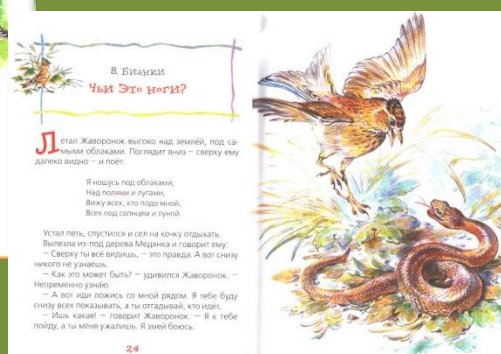 В. Бианки
Чьи это ноги?
Летал Жаворонок высоко над землёй, под са-
мыми облаками. Поглядит вниз — сверху ему
далеко видно — и поёт:
Я ношусь под облаками,
Над полями и лугами,
Вижу всех, кто подо мной,
Всех под солнцем и луной.
Устал петь, спустился и сел на кочку отдыхать.
Вылезла из-под дерева Медянка и говорит ему:
— Сверху ты всё видишь, — это правда. А вот снизу
никого не узнаешь.
— Как это может быть? — удивился Жаворонок. —
Непременно узнаю.
— А вот иди ложись со мной рядом. Я тебе буду
снизу всех показывать, а ты отгадывай, кто идёт.
— Ишь какая! — говорит Жаворонок. — Я к тебе
пойду, а ты меня ужалишь. Я змей боюсь.
24